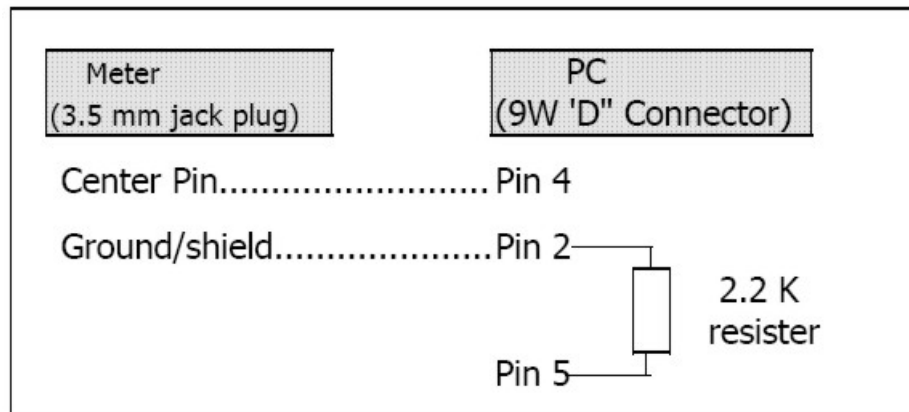 Meter
(3.5 mm jack plug)
PC
(9W 'D" Connector)
Center Pin.......................... Pin 4
Ground/shield..................... Pin 2
2.2 K
resister
Pin 5